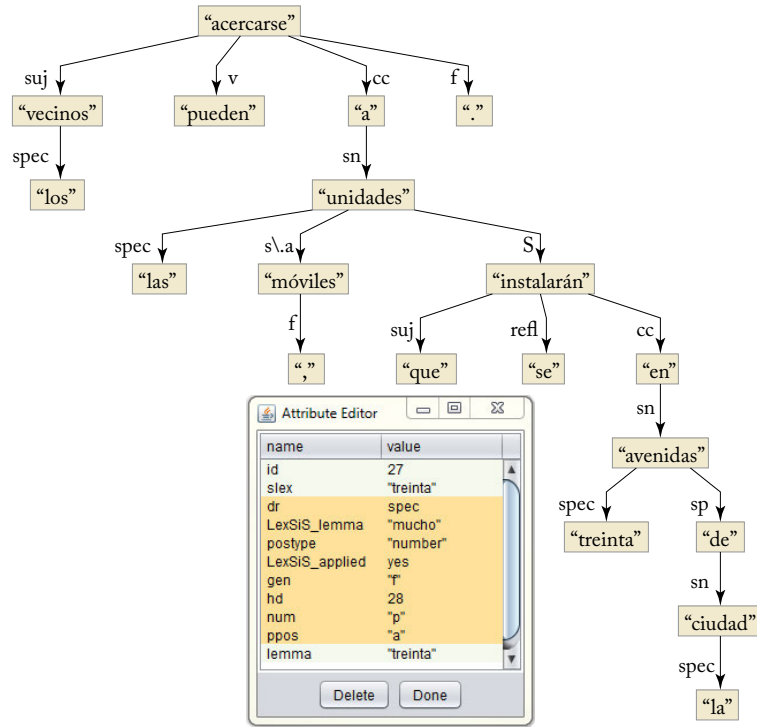 “acercarse”
suj v cc f
“vecinos” “pueden” “a” “.”
spec sn
“los” “unidades”
spec s\.a S
“las” “móviles” “instalarán”
f suj refl cc
“,” “que” “se” “en”
sn
“avenidas”
spec sp
“treinta” “de”
sn
“ciudad”
spec
“la”
Attribute Editor
name value
id 27
slex "treinta"
dr spec
LexSiS_lemma "mucho"
postype "number"
LexSiS_applied yes
gen "f"
hd 28
num "p"
ppos "a"
lemma "treinta"
Delete Done